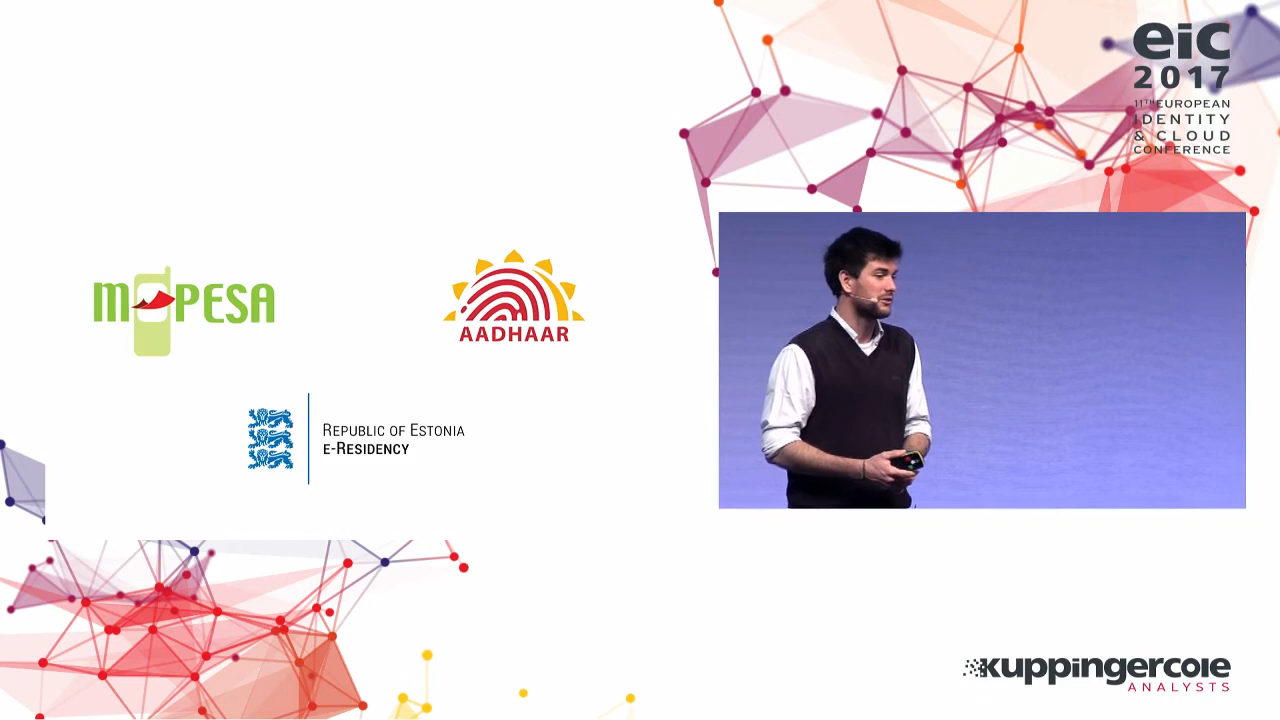 eic
2017
11TH EUROPEAN
IDENTITY
& CLOUD
CONFERENCE
M-PESA
AADHAAR
REPUBLIC OF ESTONIA
E-RESIDENCY
kuppingercole
ANALYSTS